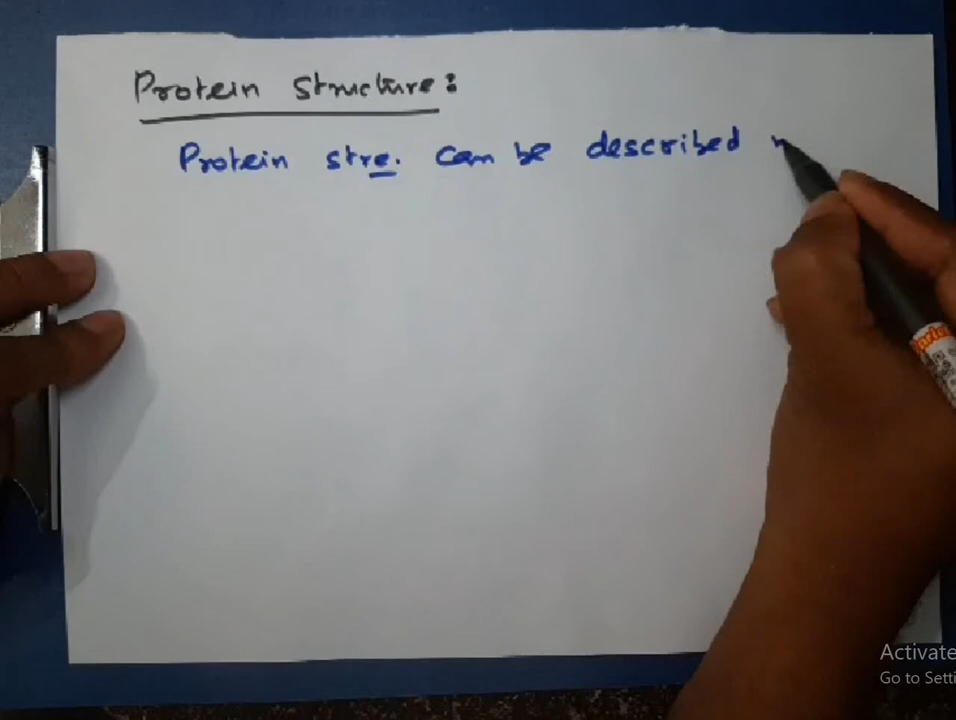 Protein Structure:
Protein stre. can be described
Activate
Go to Setti